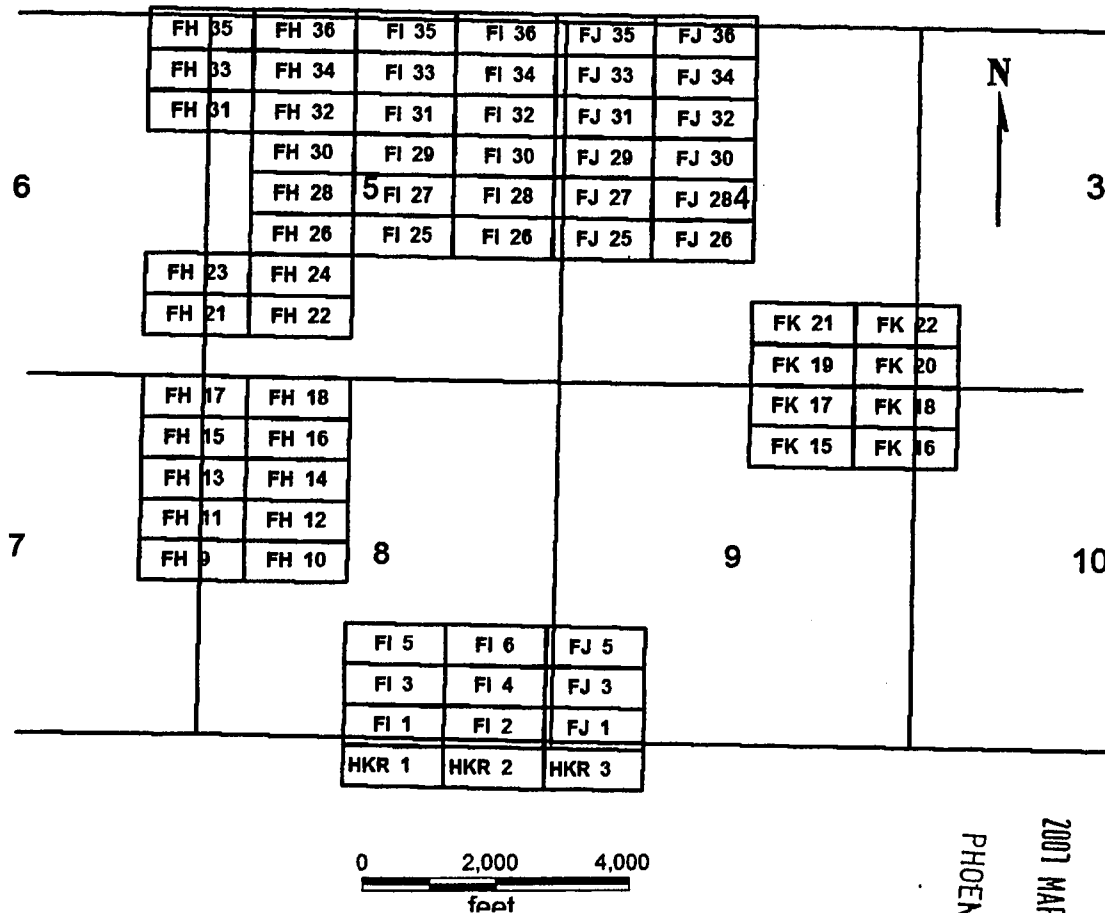 FH 35 FH 36 FI 35 FI 36 FJ 35 FJ 36
FH 33 FH 34 FI 33 FI 34 FJ 33 FJ 34
N
FH 31 FH 32 FI 31 FI 32 FJ 31 FJ 32
FH 30 FI 29 FI 30 FJ 29 FJ 30
6 FH 28 5 FI 27 FI 28 FJ 27 FJ 28 4 3
FH 26 FI 25 FI 26 FJ 25 FJ 26
FH 23 FH 24
FH 21 FH 22
FK 21 FK 22
FK 19 FK 20
FH 17 FH 18 FK 17 FK 18
FH 15 FH 16 FK 15 FK 16
FH 13 FH 14
FH 11 FH 12
7 FH 9 FH 10 8 9 10
FI 5 FI 6 FJ 5
FI 3 FI 4 FJ 3
FI 1 FI 2 FJ 1
HKR 1 HKR 2 HKR 3
0 2,000 4,000
feet
2001 MAR
PHOEN